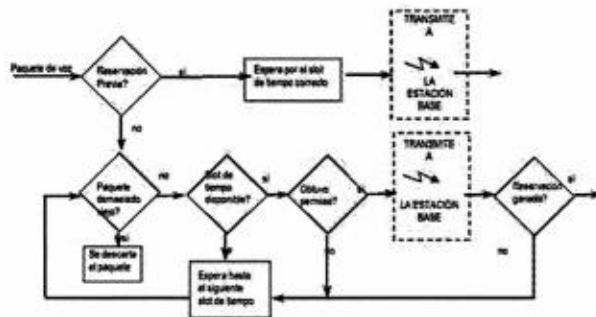 TRANSMITE
A
LA
ESTACIÓN
BASE
Paquete de voz
Reservación
Previa?
si
Espera por el slot
de tiempo correcto
no
TRANSMITE
A
LA ESTACIÓN
BASE
Paquete
demasiado
viejo?
no
Slot de
tiempo
disponible?
si
Obtuvo
permiso?
si
Reservación
ganada?
si
si
Se descarta
el paquete
no
no
Espera hasta
el siguiente
slot de tiempo